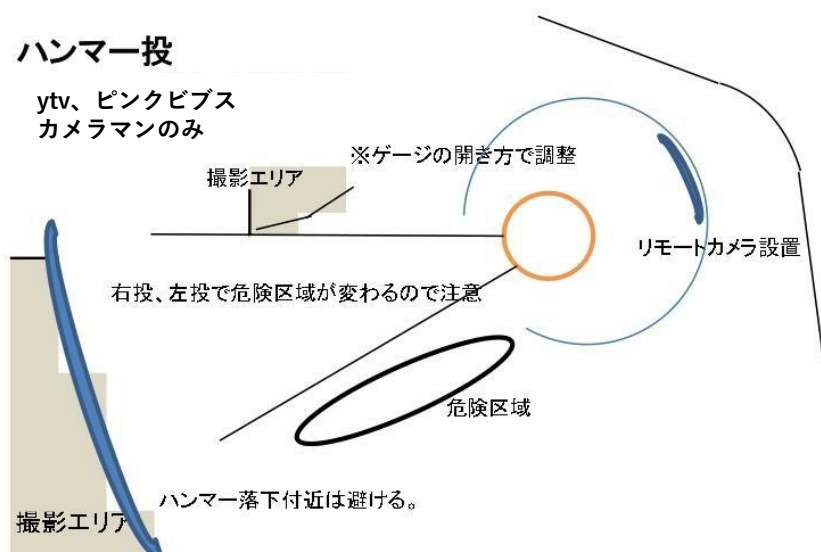 ハンマー投
ytv、ピンクビブス
カメラマンのみ
※ゲージの開き方で調整
撮影エリア
リモートカメラ設置
右投、左投で危険区域が変わるので注意
危険区域
ハンマー落下付近は避ける。
撮影エリア